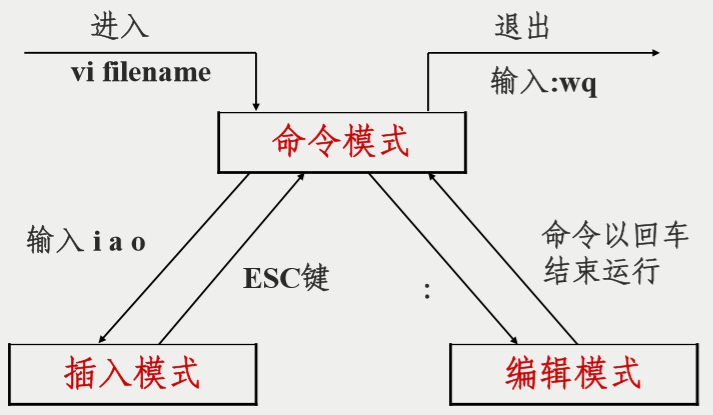 进入
vi filename
退出
输入:wq
命令模式
输入 i a o
ESC键
:
命令以回车
结束运行
插入模式
编辑模式